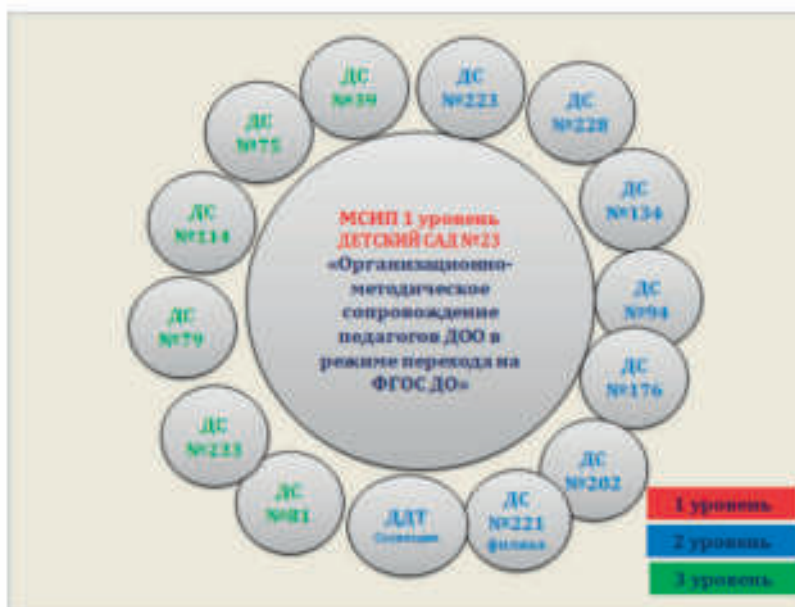 МСИП 1 уровень
ДЕТСКИЙ САД №23
«Организационно-
методическое
сопровождение
педагогов ДОО в
режиме перехода на
ФГОС ДО»
ДС
№39
ДС
№223
ДС
№228
ДС
№134
ДС
№94
ДС
№176
ДС
№202
ДС
№221
филиал
ДДТ
ДС
№81
ДС
№233
ДС
№79
ДС
№114
ДС
№75
1 уровень
2 уровень
3 уровень